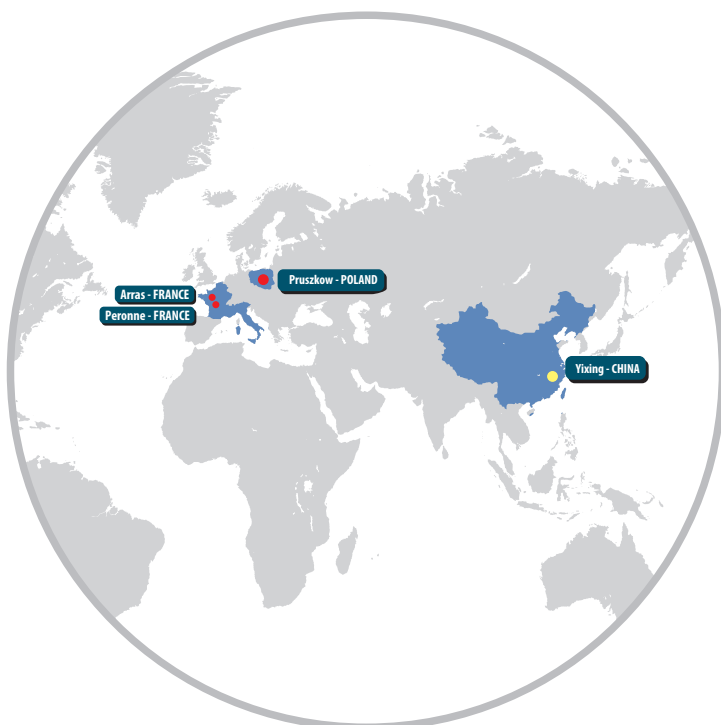 Pruszkow - POLAND
Arras - FRANCE
Peronne - FRANCE
Yixing - CHINA